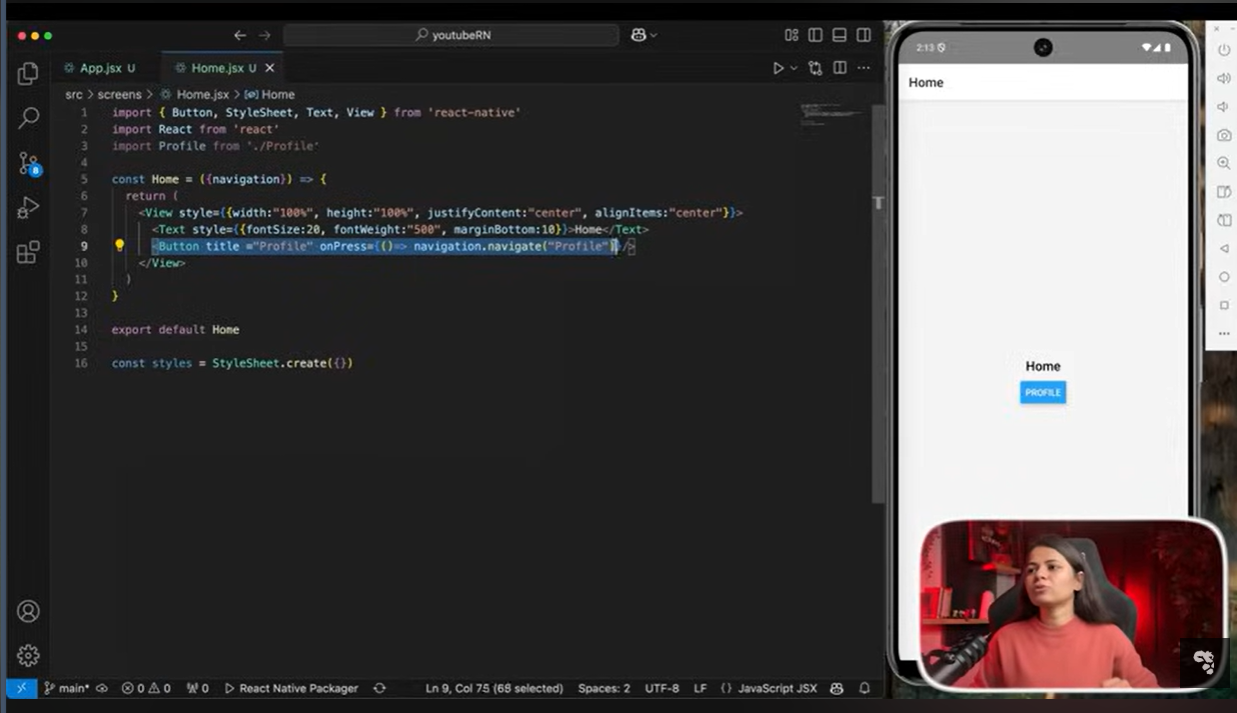 youtubeRN
App.jsx U
Home.jsx U
src > screens > Home.jsx > Home
1 import { Button, StyleSheet, Text, View } from 'react-native'
2 import React from 'react'
3 import Profile from './Profile'
4
5 const Home = ({navigation}) => {
6 return (
7 <View style={{width:"100%", height:"100%", justifyContent:"center", alignItems:"center"}}>
8 <Text style={{fontSize:20, fontWeight:"500", marginBottom:10}}>Home</Text>
9 <Button title ="Profile" onPress={()=> navigation.navigate("Profile")}/>
10 </View>
11 )
12 }
13
14 export default Home
15
16 const styles = StyleSheet.create({})
8
main* 0 0 0 React Native Packager Ln 9, Col 75 (68 selected) Spaces: 2 UTF-8 LF {} JavaScript JSX
2:13
Home
Home
PROFILE